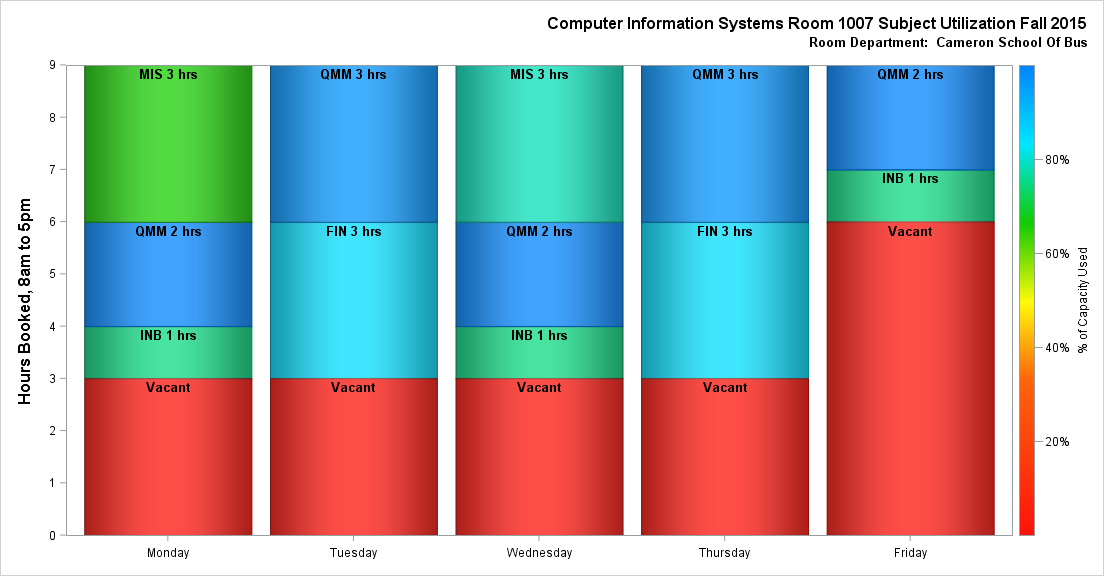 Computer Information Systems Room 1007 Subject Utilization Fall 2015
Room Department:  Cameron School Of Bus
Hours Booked, 8am to 5pm
9
8
7
6
5
4
3
2
1
0
MIS 3 hrs
QMM 2 hrs
INB 1 hrs
Vacant
QMM 3 hrs
FIN 3 hrs
Vacant
MIS 3 hrs
QMM 2 hrs
INB 1 hrs
Vacant
QMM 3 hrs
FIN 3 hrs
Vacant
QMM 2 hrs
INB 1 hrs
Vacant
Monday
Tuesday
Wednesday
Thursday
Friday
80%
60%
40%
20%
% of Capacity Used